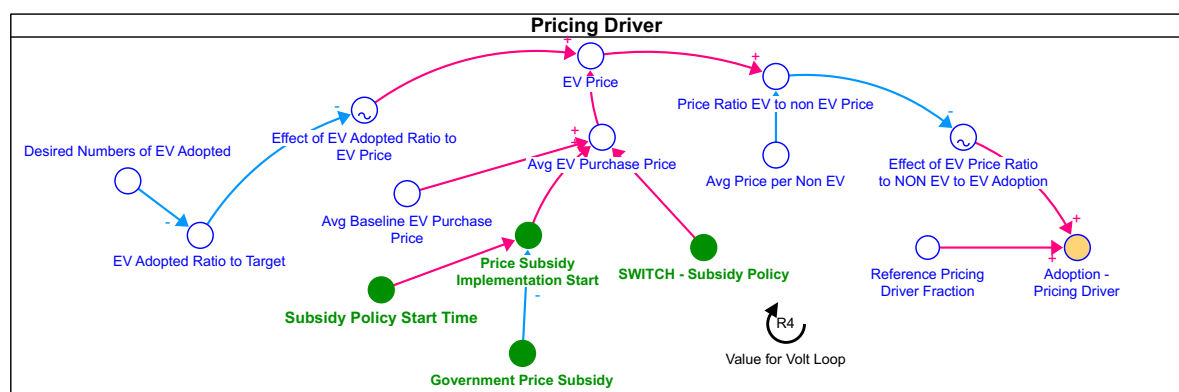 Pricing Driver
+
EV Price
+
Price Ratio EV to non EV Price
-
Effect of EV Adopted Ratio to
EV Price
-
Effect of EV Price Ratio
to NON EV to EV Adoption
Desired Numbers of EV Adopted
+
+
Avg EV Purchase Price
Avg Price per Non EV
-
EV Adopted Ratio to Target
Avg Baseline EV Purchase
Price
+
Price Subsidy
Implementation Start
SWITCH - Subsidy Policy
+
+
Reference Pricing
Driver Fraction
Adoption -
Pricing Driver
-
Subsidy Policy Start Time
R4
Value for Volt Loop
Government Price Subsidy